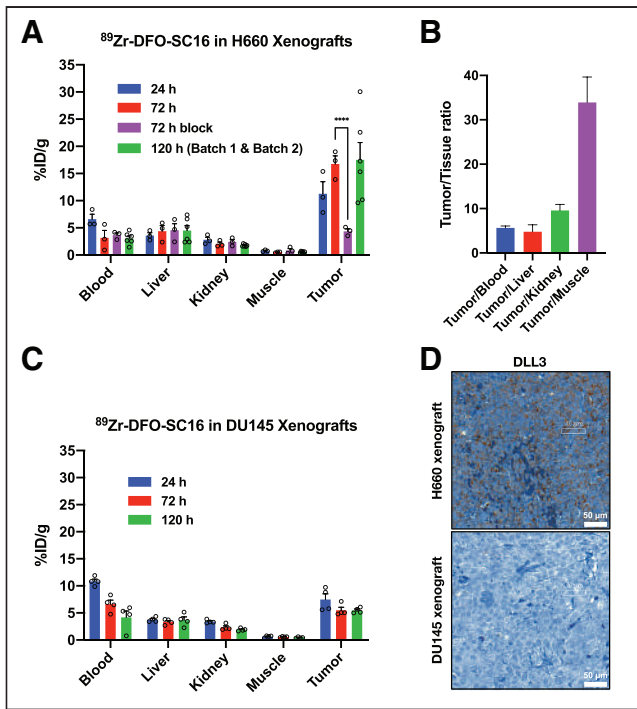 A
⁸⁹Zr-DFO-SC16 in H660 Xenografts
35
30
25
20
15
10
5
0
%ID/g
24 h
72 h
72 h block
120 h (Batch 1 & Batch 2)
****
Blood
Liver
Kidney
Muscle
Tumor
B
40
30
20
10
0
Tumor/Tissue ratio
Tumor/Blood
Tumor/Liver
Tumor/Kidney
Tumor/Muscle
C
⁸⁹Zr-DFO-SC16 in DU145 Xenografts
35
30
25
20
15
10
5
0
%ID/g
24 h
72 h
120 h
Blood
Liver
Kidney
Muscle
Tumor
D
DLL3
H660 xenograft
50 µm
DU145 xenograft
50 µm